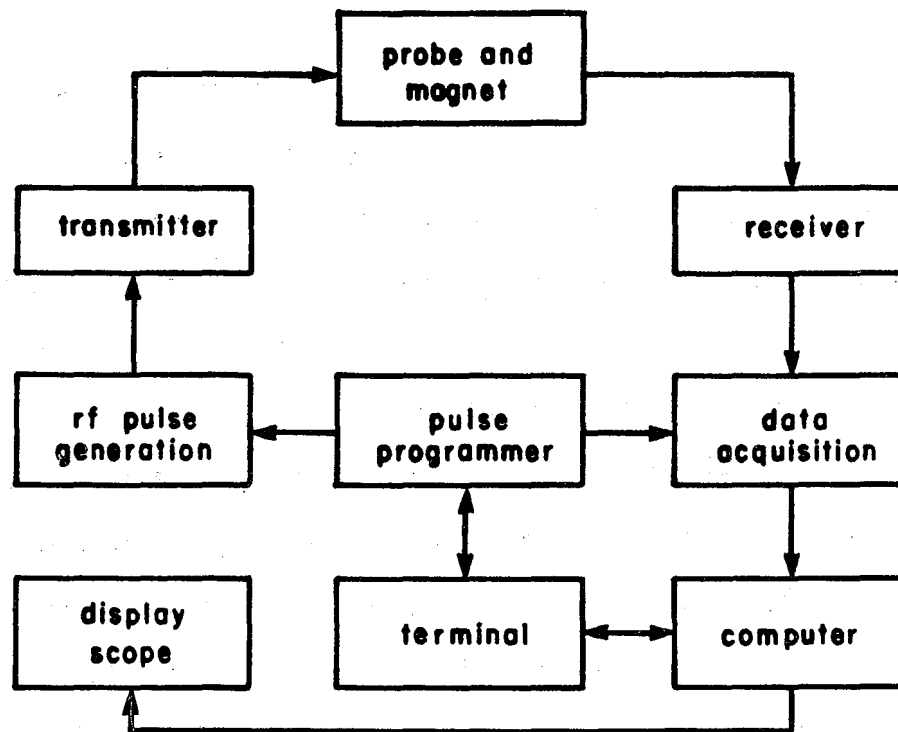 probe and
magnet
transmitter
receiver
rf pulse
generation
pulse
programmer
data
acquisition
display
scope
terminal
computer